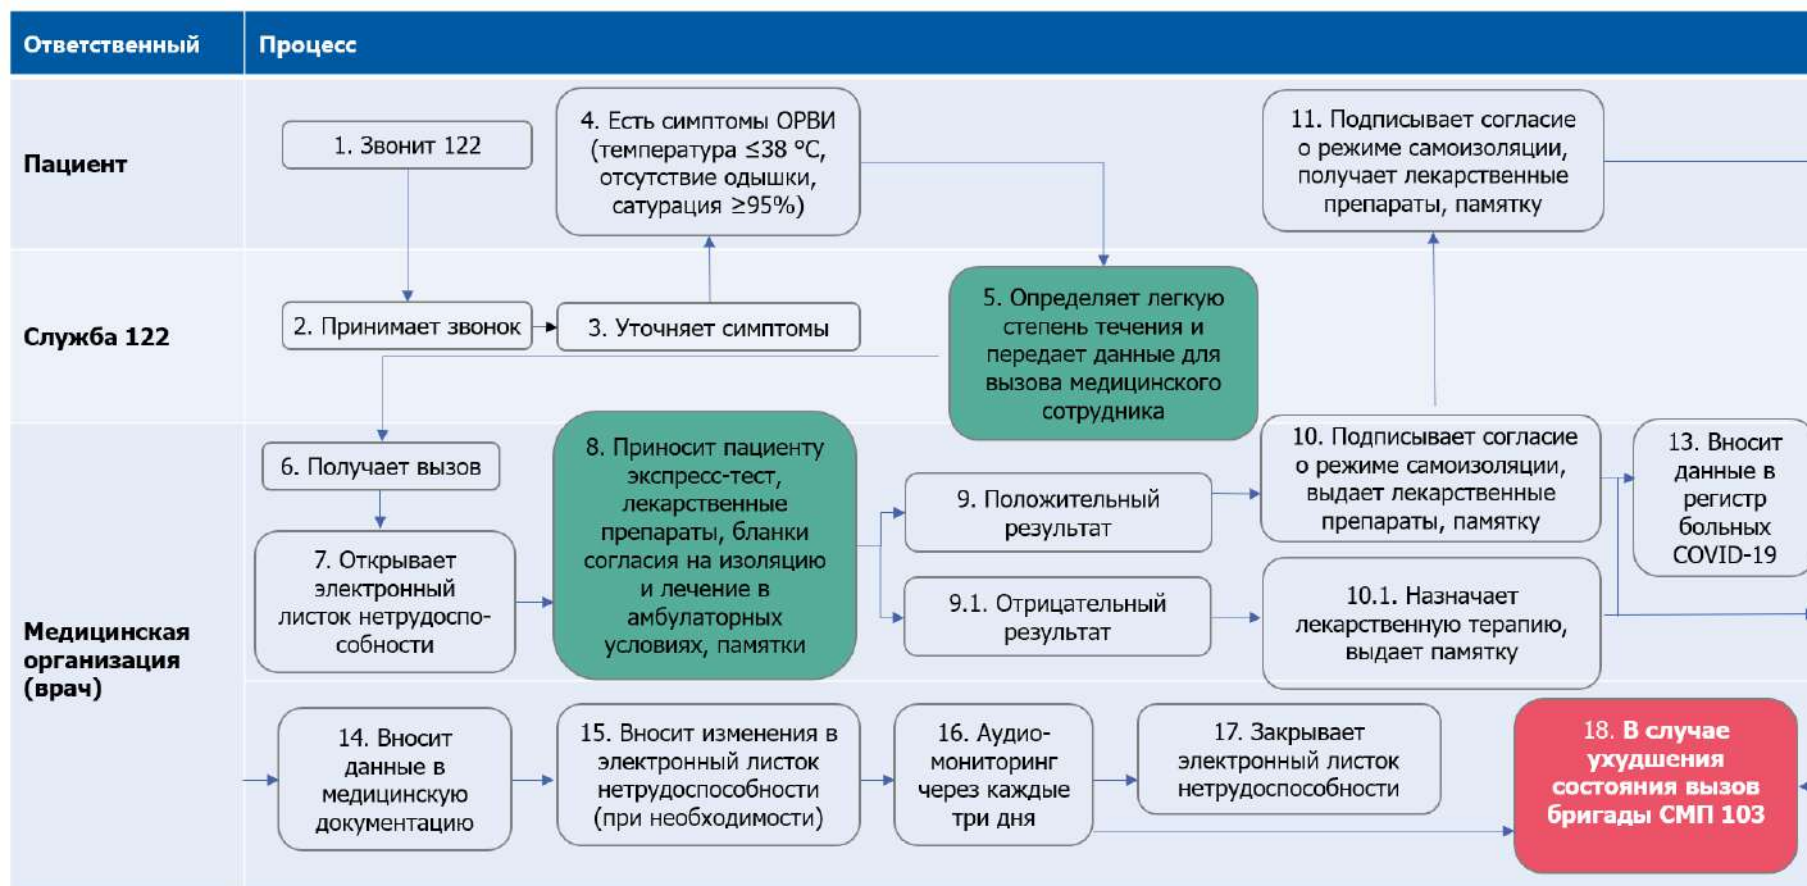 Ответственный
Процесс
Пациент
1. Звонит 122
4. Есть симптомы ОРВИ
(температура ≤38 °С,
отсутствие одышки,
сатурация ≥95%)
11. Подписывает согласие
о режиме самоизоляции,
получает лекарственные
препараты, памятку
Служба 122
2. Принимает звонок
3. Уточняет симптомы
5. Определяет легкую
степень течения и
передает данные для
вызова медицинского
сотрудника
Медицинская
организация
(врач)
6. Получает вызов
7. Открывает
электронный
листок нетрудоспо-
собности
8. Приносит пациенту
экспресс-тест,
лекарственные
препараты, бланки
согласия на изоляцию
и лечение в
амбулаторных
условиях, памятки
9. Положительный
результат
9.1. Отрицательный
результат
10. Подписывает согласие
о режиме самоизоляции,
выдает лекарственные
препараты, памятку
10.1. Назначает
лекарственную терапию,
выдает памятку
13. Вносит
данные в
регистр
больных
COVID-19
14. Вносит
данные в
медицинскую
документацию
15. Вносит изменения в
электронный листок
нетрудоспособности
(при необходимости)
16. Аудио-
мониторинг
через каждые
три дня
17. Закрывает
электронный листок
нетрудоспособности
18. В случае
ухудшения
состояния вызов
бригады СМП 103